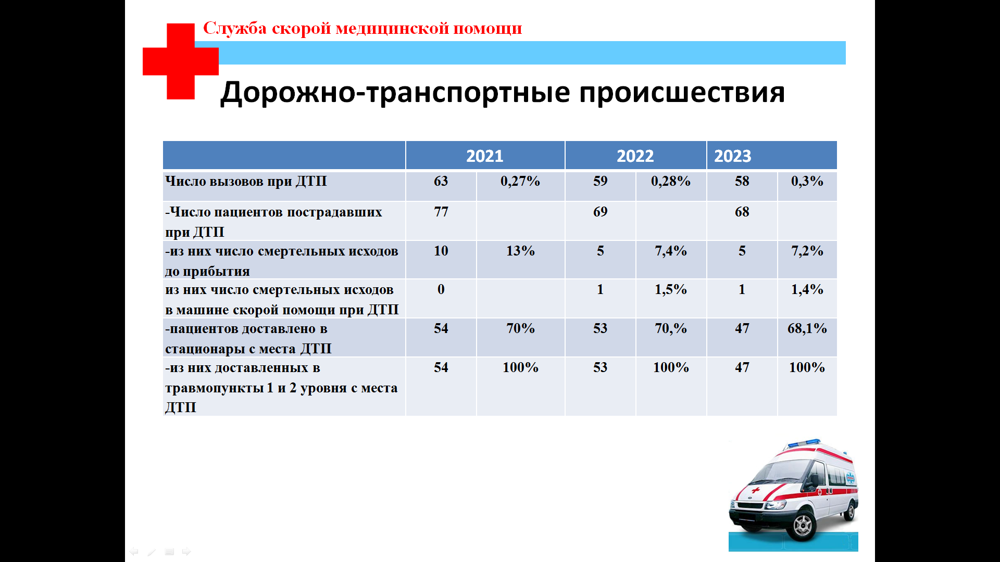 Служба скорой медицинской помощи
Дорожно-транспортные происшествия
2021 2022 2023
Число вызовов при ДТП 63 0,27% 59 0,28% 58 0,3%
-Число пациентов пострадавших 77 69 68
при ДТП
-из них число смертельных исходов 10 13% 5 7,4% 5 7,2%
до прибытия
из них число смертельных исходов 0 1 1,5% 1 1,4%
в машине скорой помощи при ДТП
-пациентов доставлено в 54 70% 53 70,% 47 68,1%
стационары с места ДТП
-из них доставленных в 54 100% 53 100% 47 100%
травмопункты 1 и 2 уровня с места
ДТП